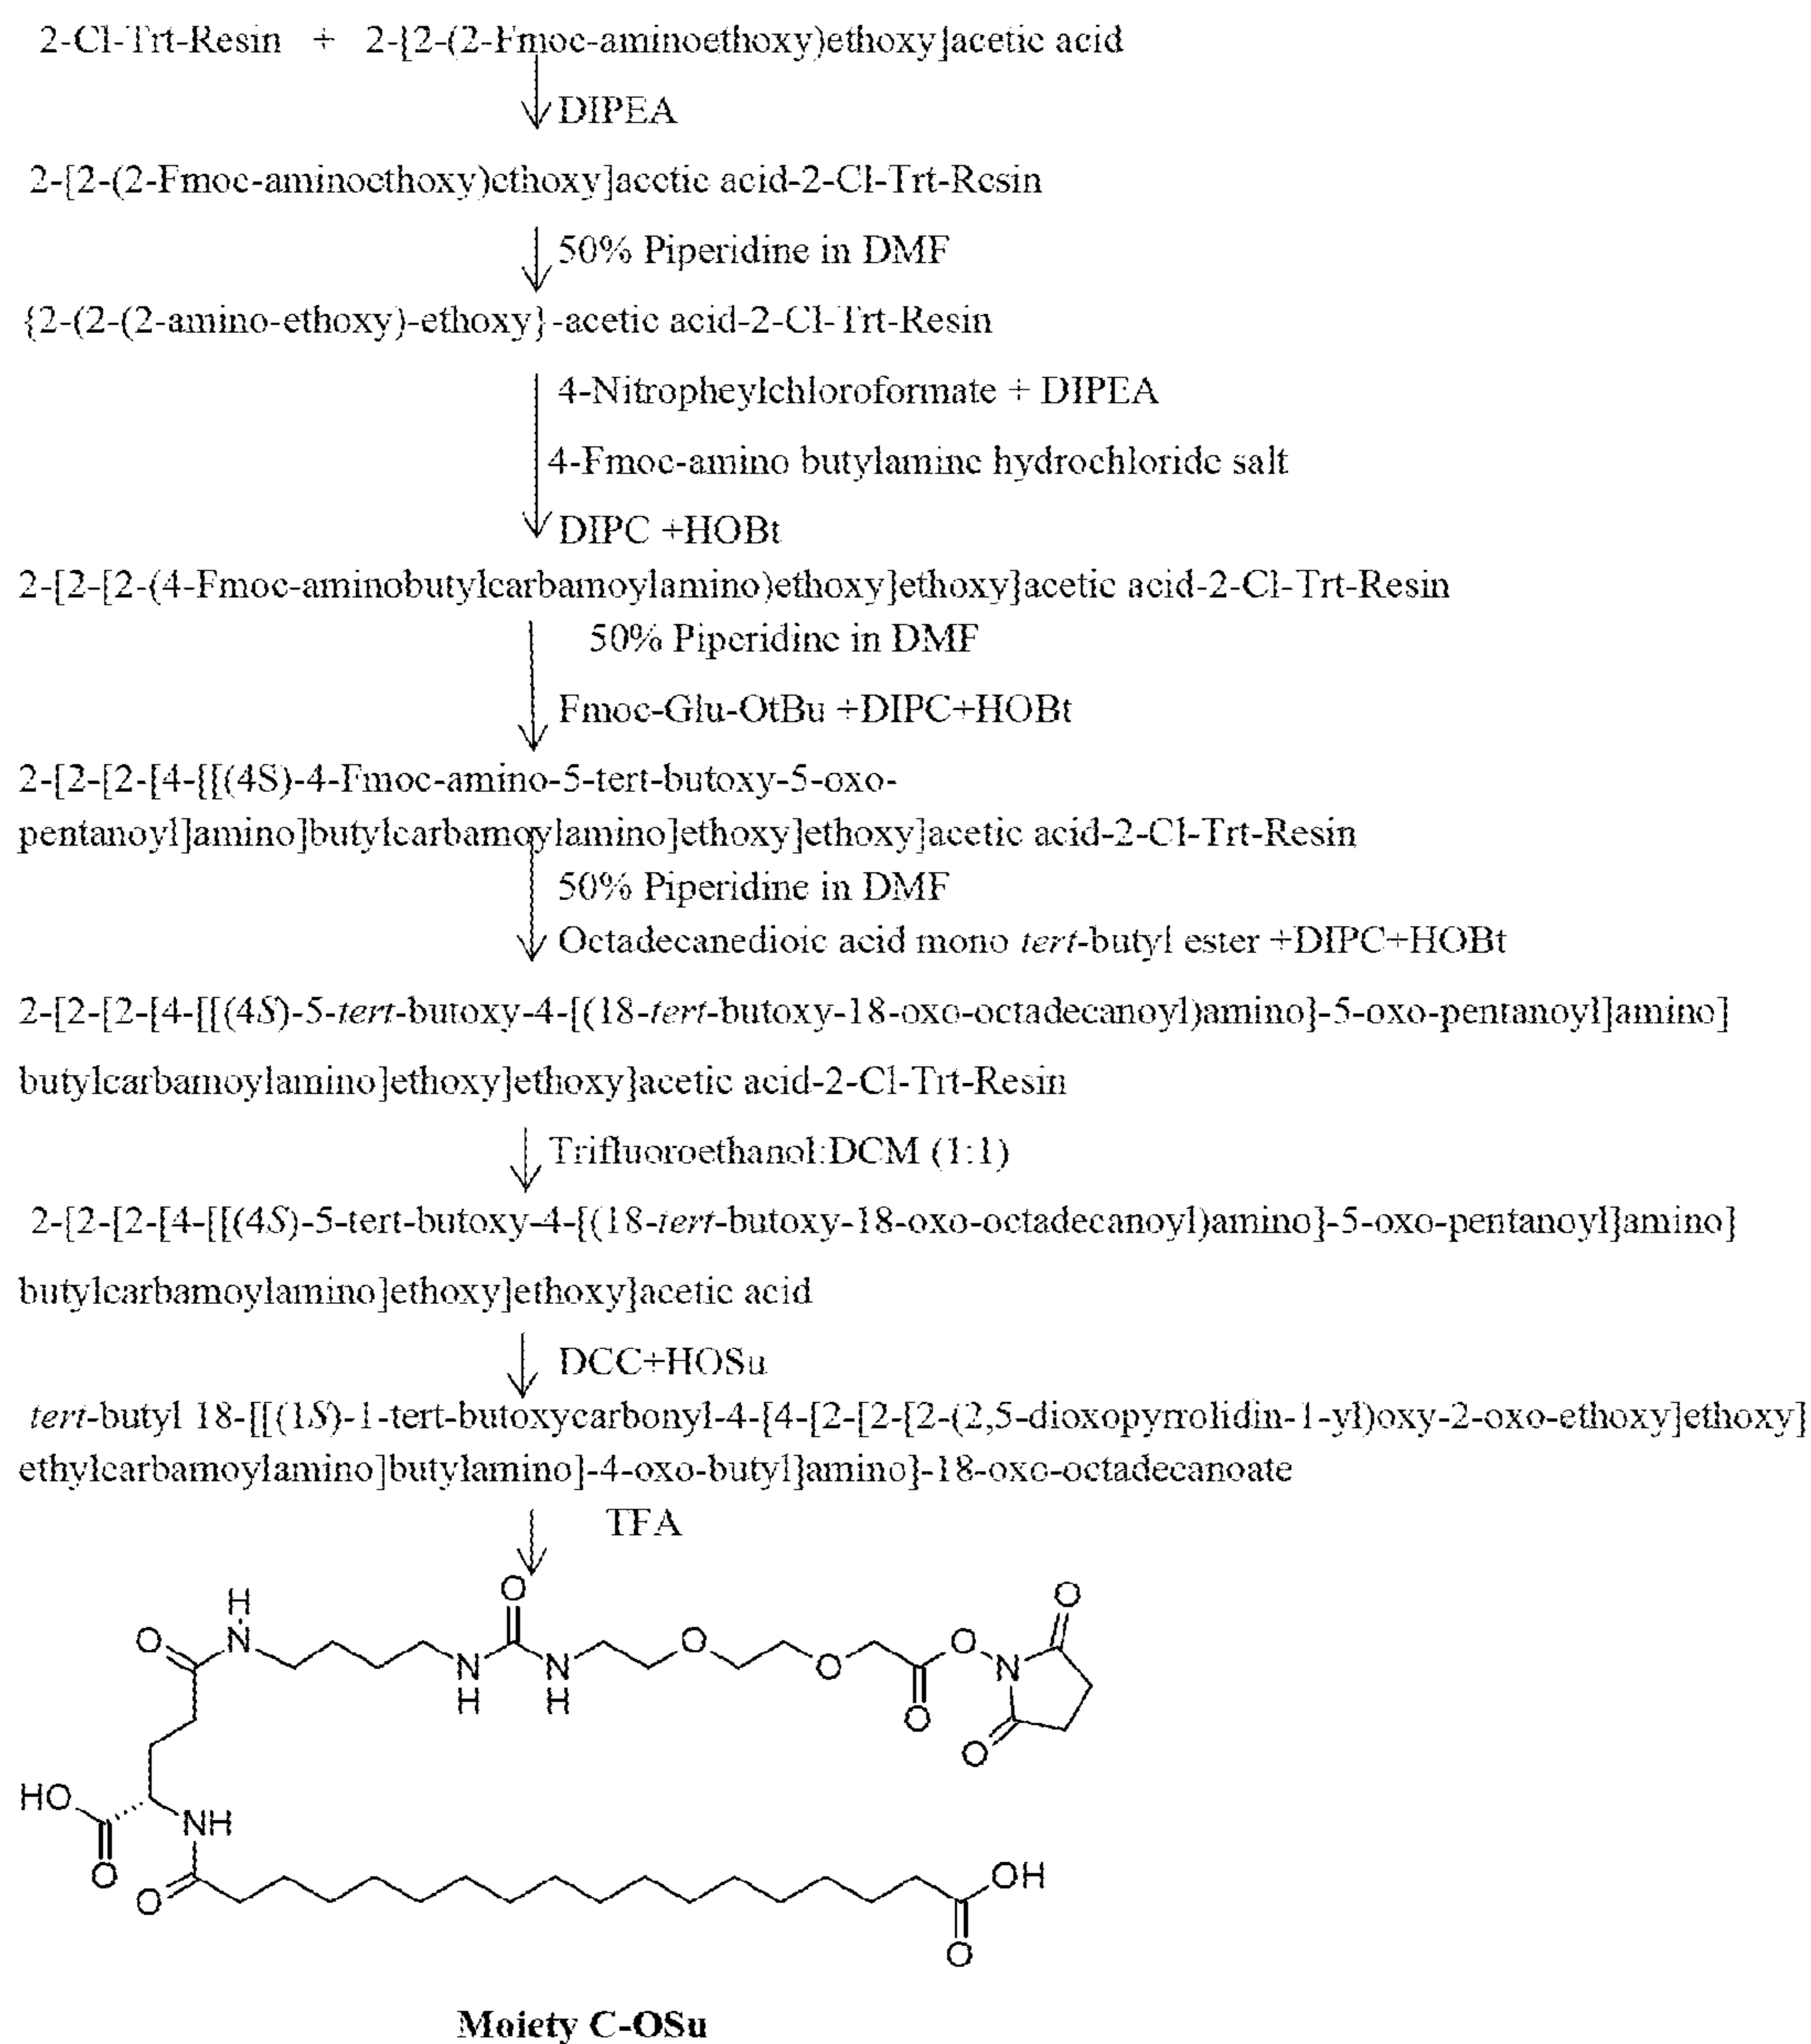 2-Cl-Trt-Resin + 2-[2-(2-Fmoc-aminoethoxy)ethoxy]acetic acid
DIPEA
2-[2-(2-Fmoc-aminoethoxy)ethoxy]acetic acid-2-Cl-Trt-Resin
50% Piperidine in DMF
{2-(2-(2-amino-ethoxy)-ethoxy}-acetic acid-2-Cl-Trt-Resin
4-Nitropheylchloroformate + DIPEA
4-Fmoc-amino butylamine hydrochloride salt
DIPC +HOBt
2-[2-[2-(4-Fmoc-aminobutylcarbamoylamino)ethoxy]ethoxy]acetic acid-2-Cl-Trt-Resin
50% Piperidine in DMF
Fmoc-Glu-OtBu +DIPC+HOBt
2-[2-[2-[4-[[(4S)-4-Fmoc-amino-5-tert-butoxy-5-oxo-
pentanoyl]amino]butylcarbamoylamino]ethoxy]ethoxy]acetic acid-2-Cl-Trt-Resin
50% Piperidine in DMF
Octadecanedioic acid mono tert-butyl ester +DIPC+HOBt
2-[2-[2-[4-[[(4S)-5-tert-butoxy-4-[(18-tert-butoxy-18-oxo-octadecanoyl)amino]-5-oxo-pentanoyl]amino]
butylcarbamoylamino]ethoxy]ethoxy]acetic acid-2-Cl-Trt-Resin
Trifluoroethanol:DCM (1:1)
2-[2-[2-[4-[[(4S)-5-tert-butoxy-4-[(18-tert-butoxy-18-oxo-octadecanoyl)amino]-5-oxo-pentanoyl]amino]
butylcarbamoylamino]ethoxy]ethoxy]acetic acid
DCC+HOSu
tert-butyl 18-[[(1S)-1-tert-butoxycarbonyl-4-[4-[2-[2-[2-(2,5-dioxopyrrolidin-1-yl)oxy-2-oxo-ethoxy]ethoxy]
ethylcarbamoylamino]butylamino]-4-oxo-butyl]amino]-18-oxo-octadecanoate
TFA
H O O
O N O O N
N N O
H H O O
HO NH
O O OH
O
Moiety C-OSu